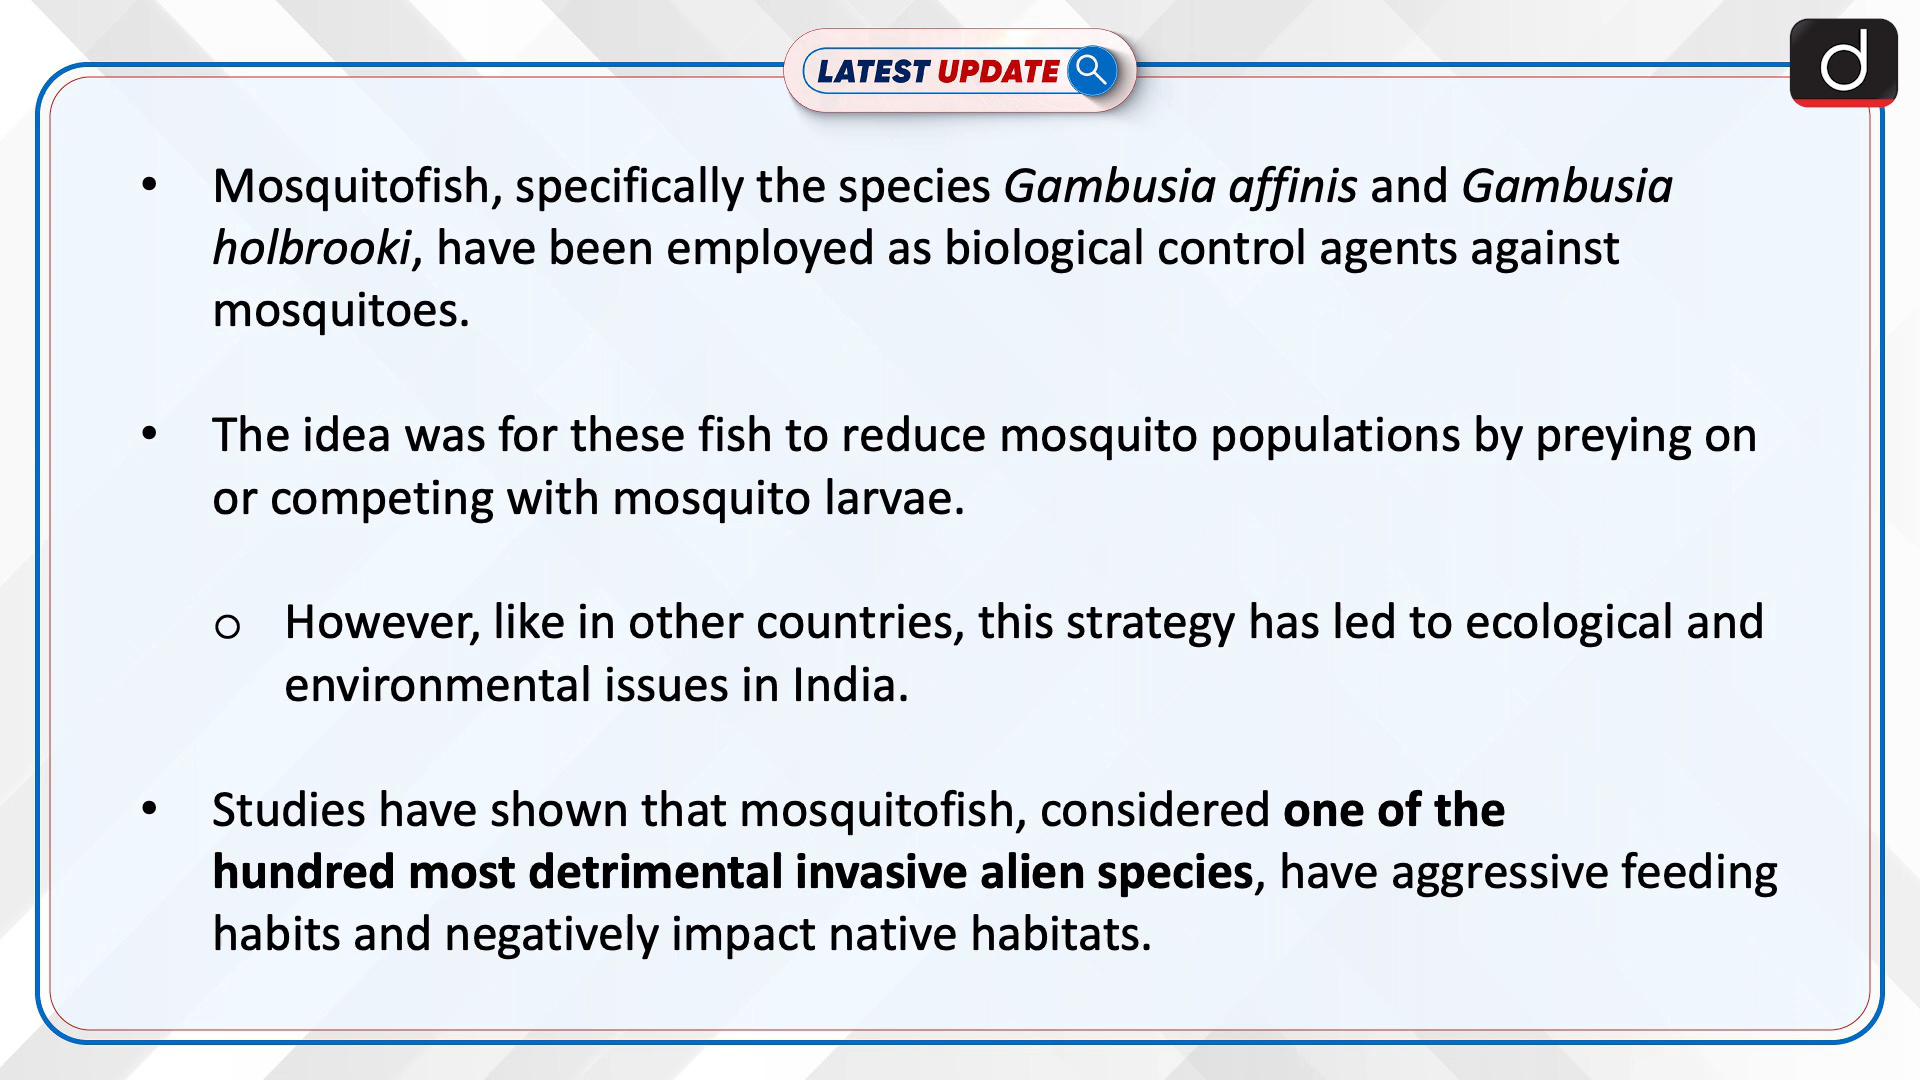 LATEST UPDATE
d
• Mosquitofish, specifically the species Gambusia affinis and Gambusia
holbrooki, have been employed as biological control agents against
mosquitoes.
• The idea was for these fish to reduce mosquito populations by preying on
or competing with mosquito larvae.
o However, like in other countries, this strategy has led to ecological and
environmental issues in India.
• Studies have shown that mosquitofish, considered one of the
hundred most detrimental invasive alien species, have aggressive feeding
habits and negatively impact native habitats.